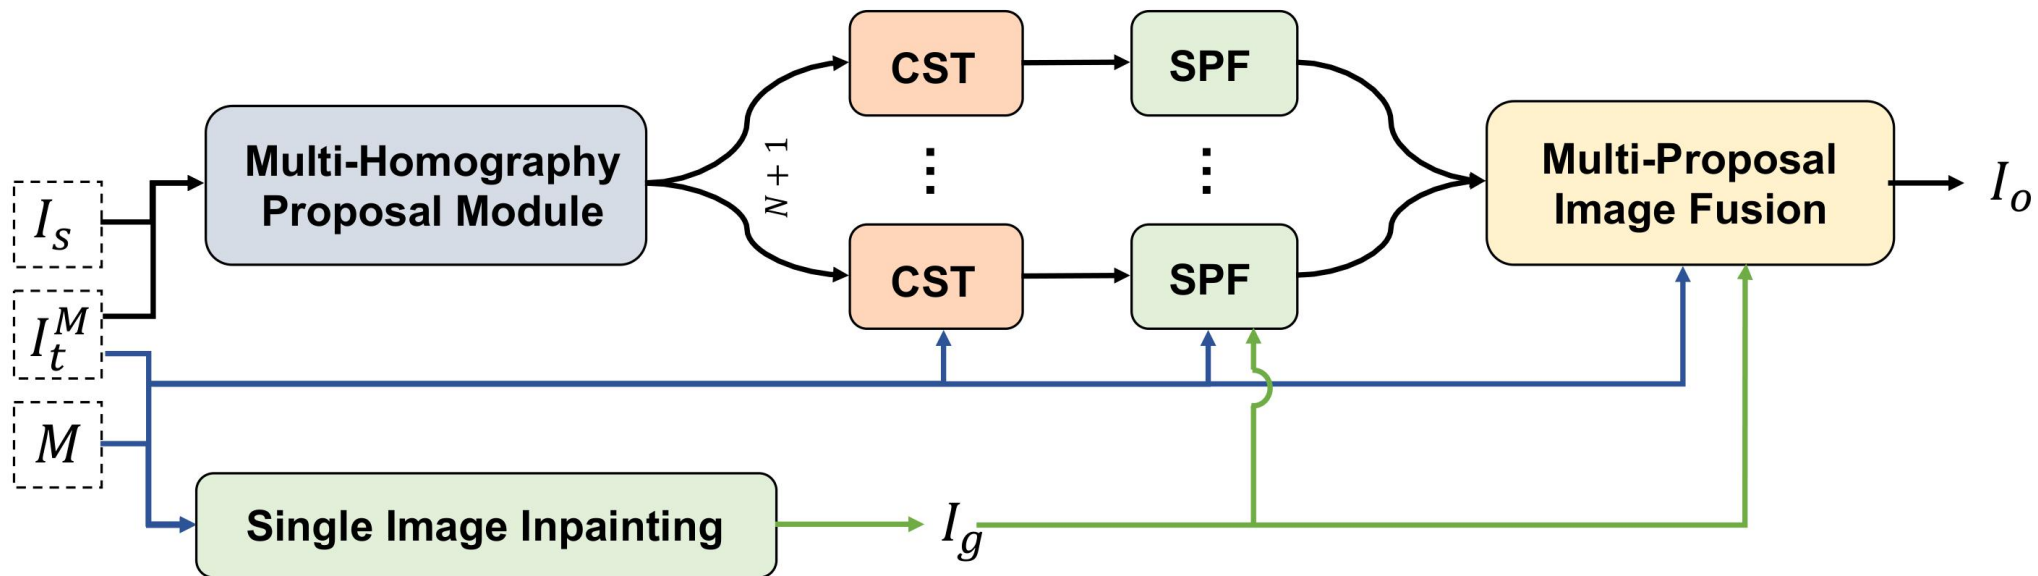 I_s
I_t^M
M
Multi-Homography
Proposal Module
N + 1
CST
SPF
⋮
⋮
CST
SPF
Multi-Proposal
Image Fusion
I_o
Single Image Inpainting
I_g